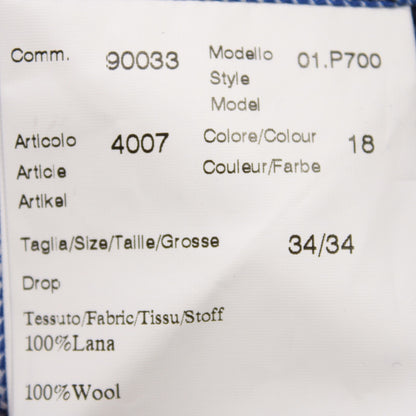 Comm. 90033 Modello 01.P700
Style
Model
Articolo 4007 Colore/Colour 18
Article Couleur/Farbe
Artikel
Taglia/Size/Taille/Grosse 34/34
Drop
Tessuto/Fabric/Tissu/Stoff
100%Lana
100%Wool